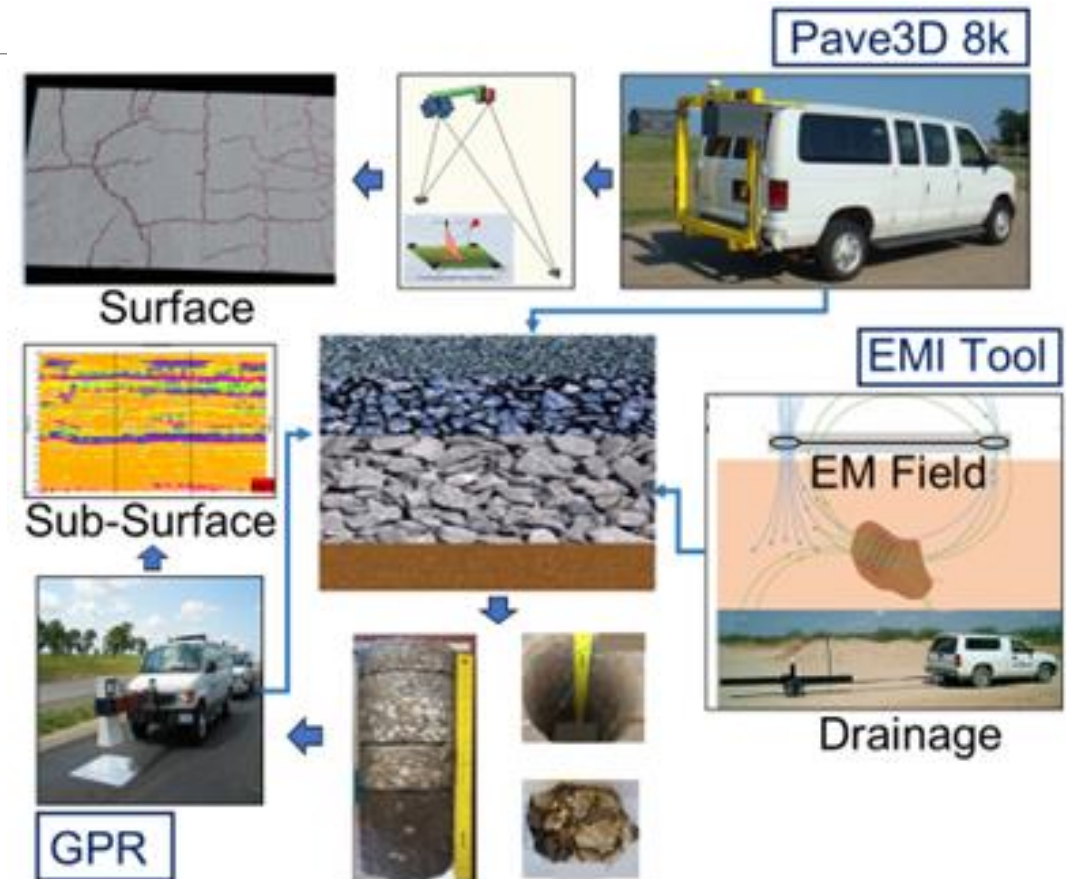 Pave3D 8k
Surface
EMI Tool
EM Field
Sub-Surface
Drainage
GPR